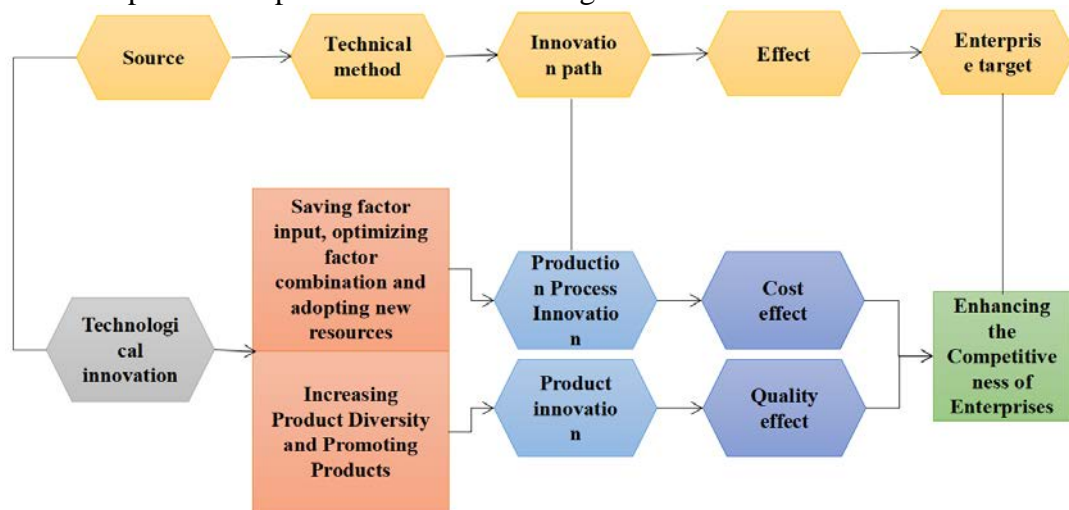 Source
Technical
method
Innovatio
n path
Effect
Enterpris
e target
Technologi
cal
innovation
Saving factor
input, optimizing
factor
combination and
adopting new
resources
Increasing
Product Diversity
and Promoting
Products
Productio
n Process
Innovatio
n
Product
innovatio
n
Cost
effect
Quality
effect
Enhancing
the
Competitive
ness of
Enterprises